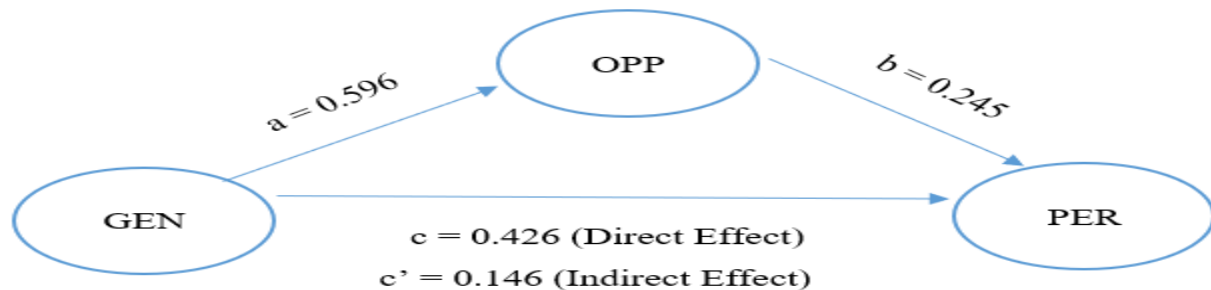 OPP
a = 0.596
b = 0.245
GEN
PER
c = 0.426 (Direct Effect)
c’ = 0.146 (Indirect Effect)